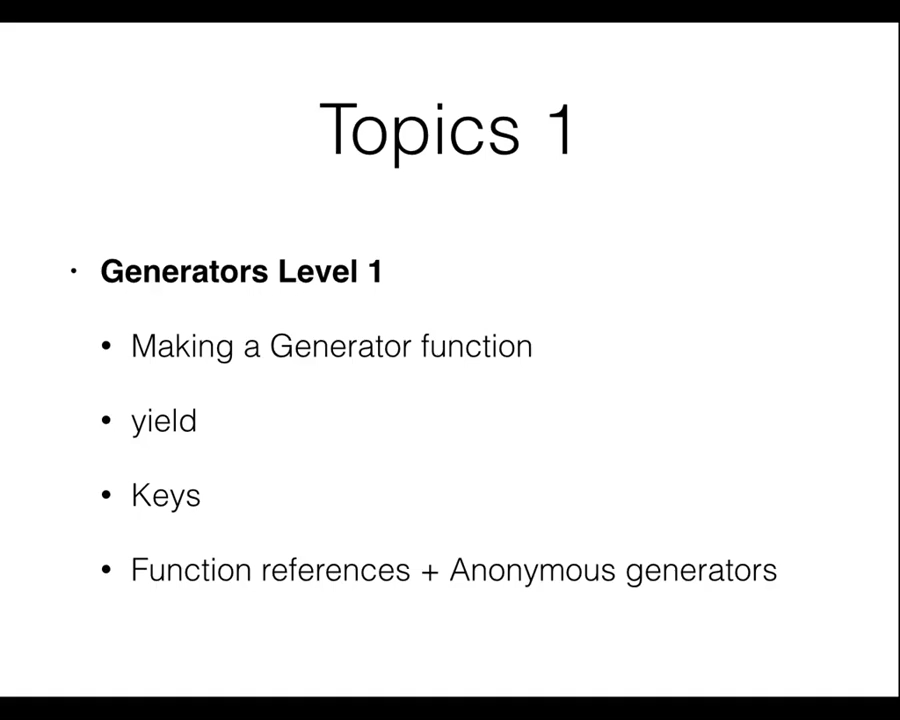 Topics 1
• Generators Level 1
• Making a Generator function
• yield
• Keys
• Function references + Anonymous generators